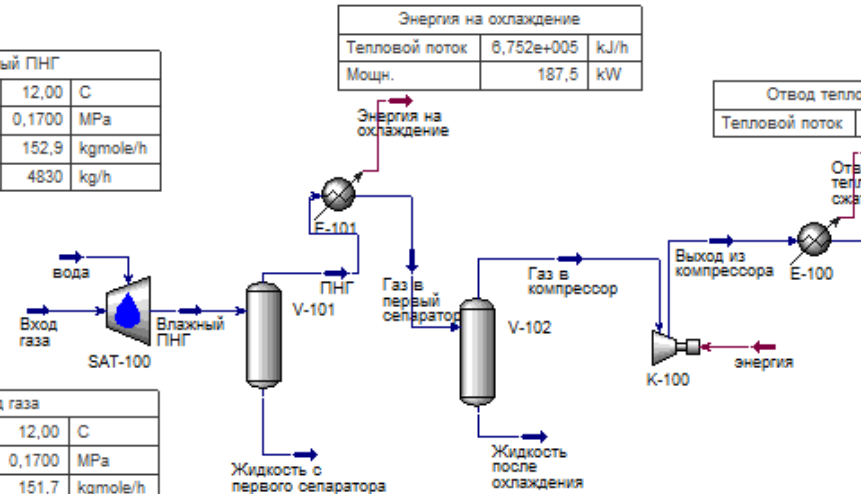 Энергия на охлаждение
Тепловой поток 6,752e+005 kJ/h
Мощн. 187,5 kW
ый ПНГ
12,00 C
0,1700 MPa
152,9 kgmole/h
4830 kg/h
Отвод тепло
Тепловой поток
Энергия на
охлаждение
Отв
тепл
сжат
E-101
вода
Вход
газа
SAT-100
Влажный
ПНГ
ПНГ
V-101
Газ в
первый
сепаратор
Газ в
компрессор
V-102
Выход из
компрессора
E-100
K-100
энергия
д газа
12,00 C
0,1700 MPa
151,7 kgmole/h
Жидкость с
первого сепаратора
Жидкость
после
охлаждения